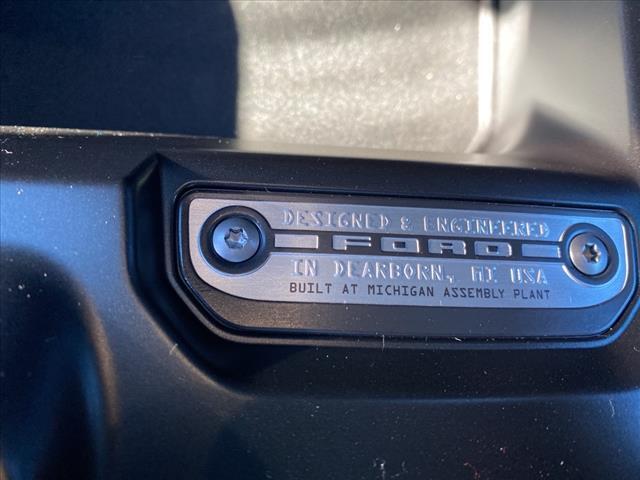 DESIGNED & ENGINEERED
FORD
IN DEARBORN, MI USA
BUILT AT MICHIGAN ASSEMBLY PLANT